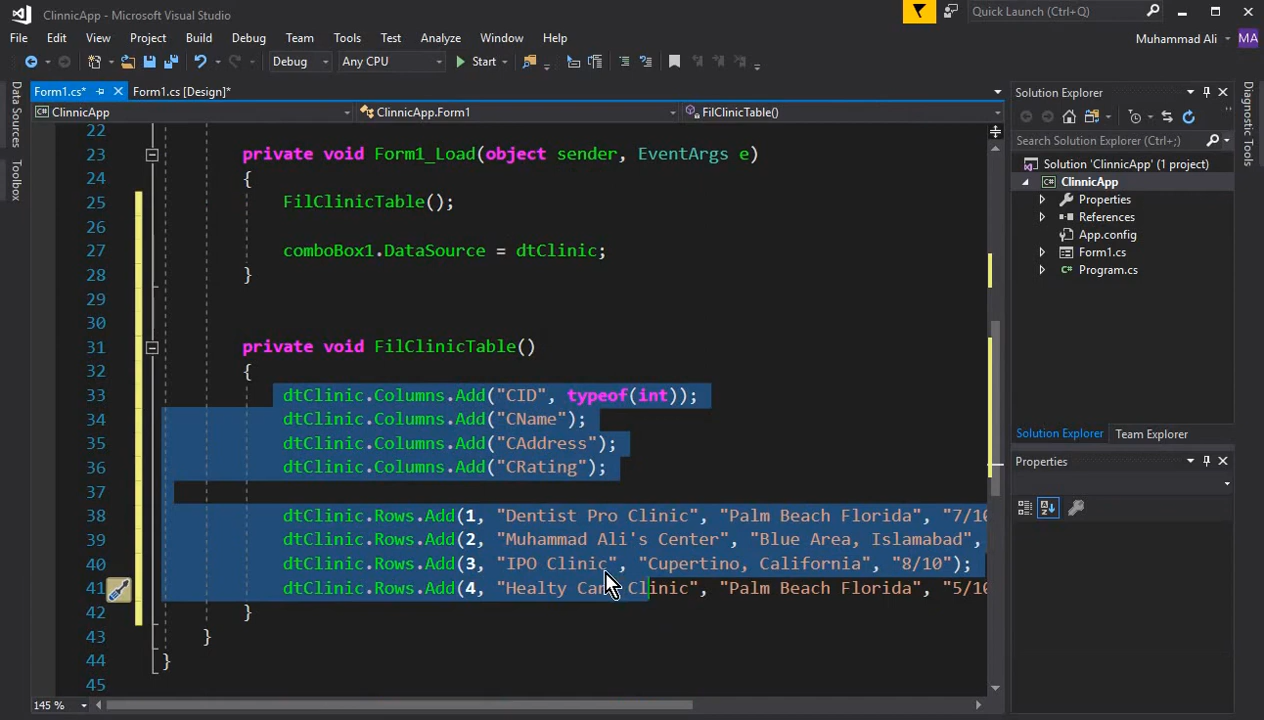 ClinnicApp - Microsoft Visual Studio
Quick Launch (Ctrl+Q)
File Edit View Project Build Debug Team Tools Test Analyze Window Help
Muhammad Ali MA
Debug Any CPU Start
Data Sources
Toolbox
Form1.cs* Form1.cs [Design]*
ClinnicApp ClinnicApp.Form1 FilClinicTable()
22
23 private void Form1_Load(object sender, EventArgs e)
24 {
25 FilClinicTable();
26
27 comboBox1.DataSource = dtClinic;
28 }
29
30
31 private void FilClinicTable()
32 {
33 dtClinic.Columns.Add("CID", typeof(int));
34 dtClinic.Columns.Add("CName");
35 dtClinic.Columns.Add("CAddress");
36 dtClinic.Columns.Add("CRating");
37
38 dtClinic.Rows.Add(1, "Dentist Pro Clinic", "Palm Beach Florida", "7/10
39 dtClinic.Rows.Add(2, "Muhammad Ali's Center", "Blue Area, Islamabad",
40 dtClinic.Rows.Add(3, "IPO Clinic", "Cupertino, California", "8/10");
41 dtClinic.Rows.Add(4, "Healty Clinic", "Palm Beach Florida", "5/10
42 }
43 }
44 }
45
145 %
Solution Explorer
Search Solution Explorer (Ctrl+;)
Solution 'ClinnicApp' (1 project)
ClinnicApp
Properties
References
App.config
Form1.cs
Program.cs
Solution Explorer Team Explorer
Properties
Diagnostic Tools